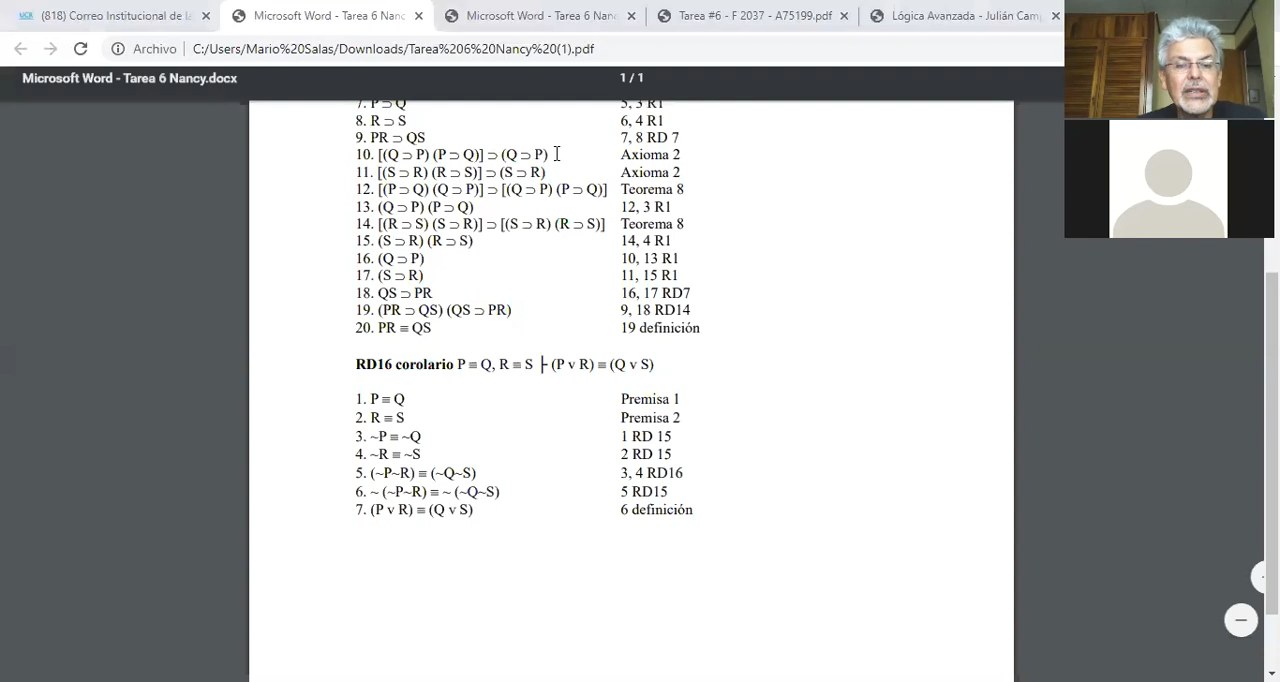 (818) Correo Institucional de l
Microsoft Word - Tarea 6 Nanc
Microsoft Word - Tarea 6 Nan
Tarea #6 - F 2037 - A75199.pdf
Lógica Avanzada - Julián Cam
Archivo C:/Users/Mario%20Salas/Downloads/Tarea%206%20Nancy%20(1).pdf
Microsoft Word - Tarea 6 Nancy.docx 1 / 1
7. P ⊃ Q 5, 3 R1
8. R ⊃ S 6, 4 R1
9. PR ⊃ QS 7, 8 RD 7
10. [(Q ⊃ P) (P ⊃ Q)] ⊃ (Q ⊃ P) Axioma 2
11. [(S ⊃ R) (R ⊃ S)] ⊃ (S ⊃ R) Axioma 2
12. [(P ⊃ Q) (Q ⊃ P)] ⊃ [(Q ⊃ P) (P ⊃ Q)] Teorema 8
13. (Q ⊃ P) (P ⊃ Q) 12, 3 R1
14. [(R ⊃ S) (S ⊃ R)] ⊃ [(S ⊃ R) (R ⊃ S)] Teorema 8
15. (S ⊃ R) (R ⊃ S) 14, 4 R1
16. (Q ⊃ P) 10, 13 R1
17. (S ⊃ R) 11, 15 R1
18. QS ⊃ PR 16, 17 RD7
19. (PR ⊃ QS) (QS ⊃ PR) 9, 18 RD14
20. PR ≡ QS 19 definición
RD16 corolario P ≡ Q, R ≡ S ├ (P v R) ≡ (Q v S)
1. P ≡ Q Premisa 1
2. R ≡ S Premisa 2
3. ~P ≡ ~Q 1 RD 15
4. ~R ≡ ~S 2 RD 15
5. (~P~R) ≡ (~Q~S) 3, 4 RD16
6. ~ (~P~R) ≡ ~ (~Q~S) 5 RD15
7. (P v R) ≡ (Q v S) 6 definición